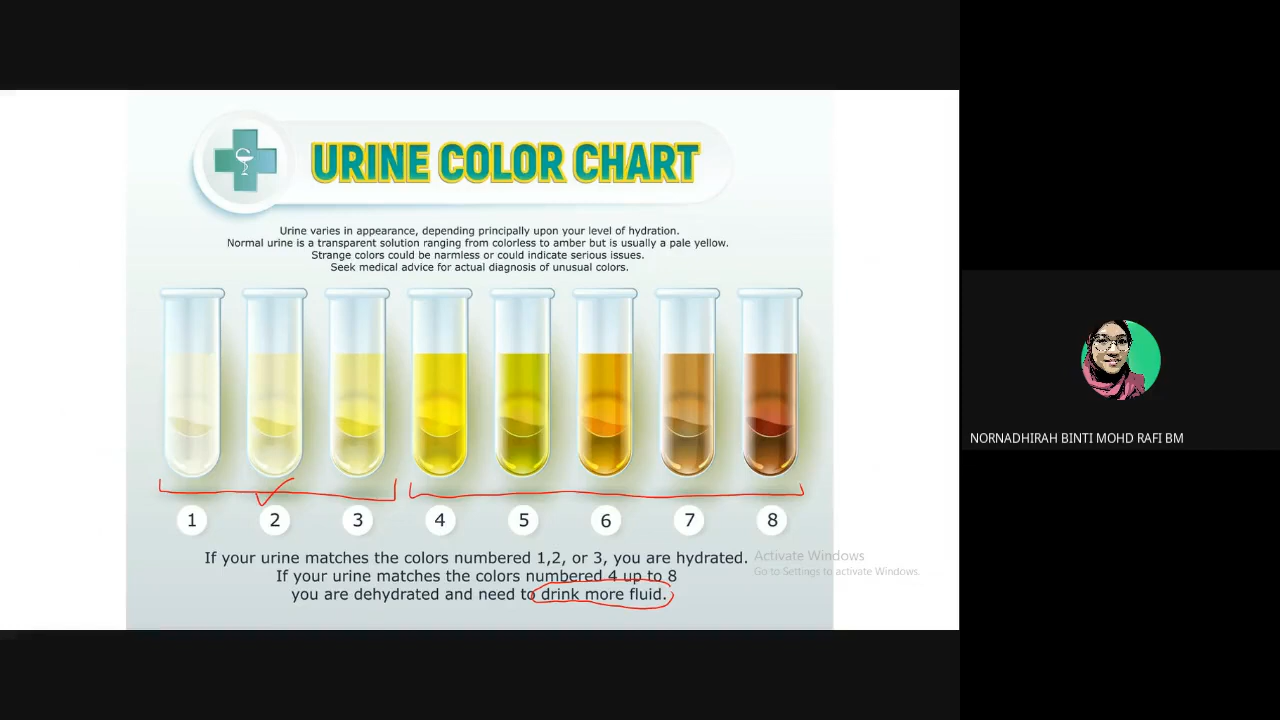 URINE COLOR CHART
Urine varies in appearance, depending principally upon your level of hydration.
Normal urine is a transparent solution ranging from colorless to amber but is usually a pale yellow.
Strange colors could be narmless or could indicate serious issues.
Seek medical advice for actual diagnosis of unusual colors.
1 2 3 4 5 6 7 8
If your urine matches the colors numbered 1,2, or 3, you are hydrated.
If your urine matches the colors numbered 4 up to 8
you are dehydrated and need to drink more fluid.
Activate Windows
Go to Settings to activate Windows.
NORNADHIRAH BINTI MOHD RAFI BM